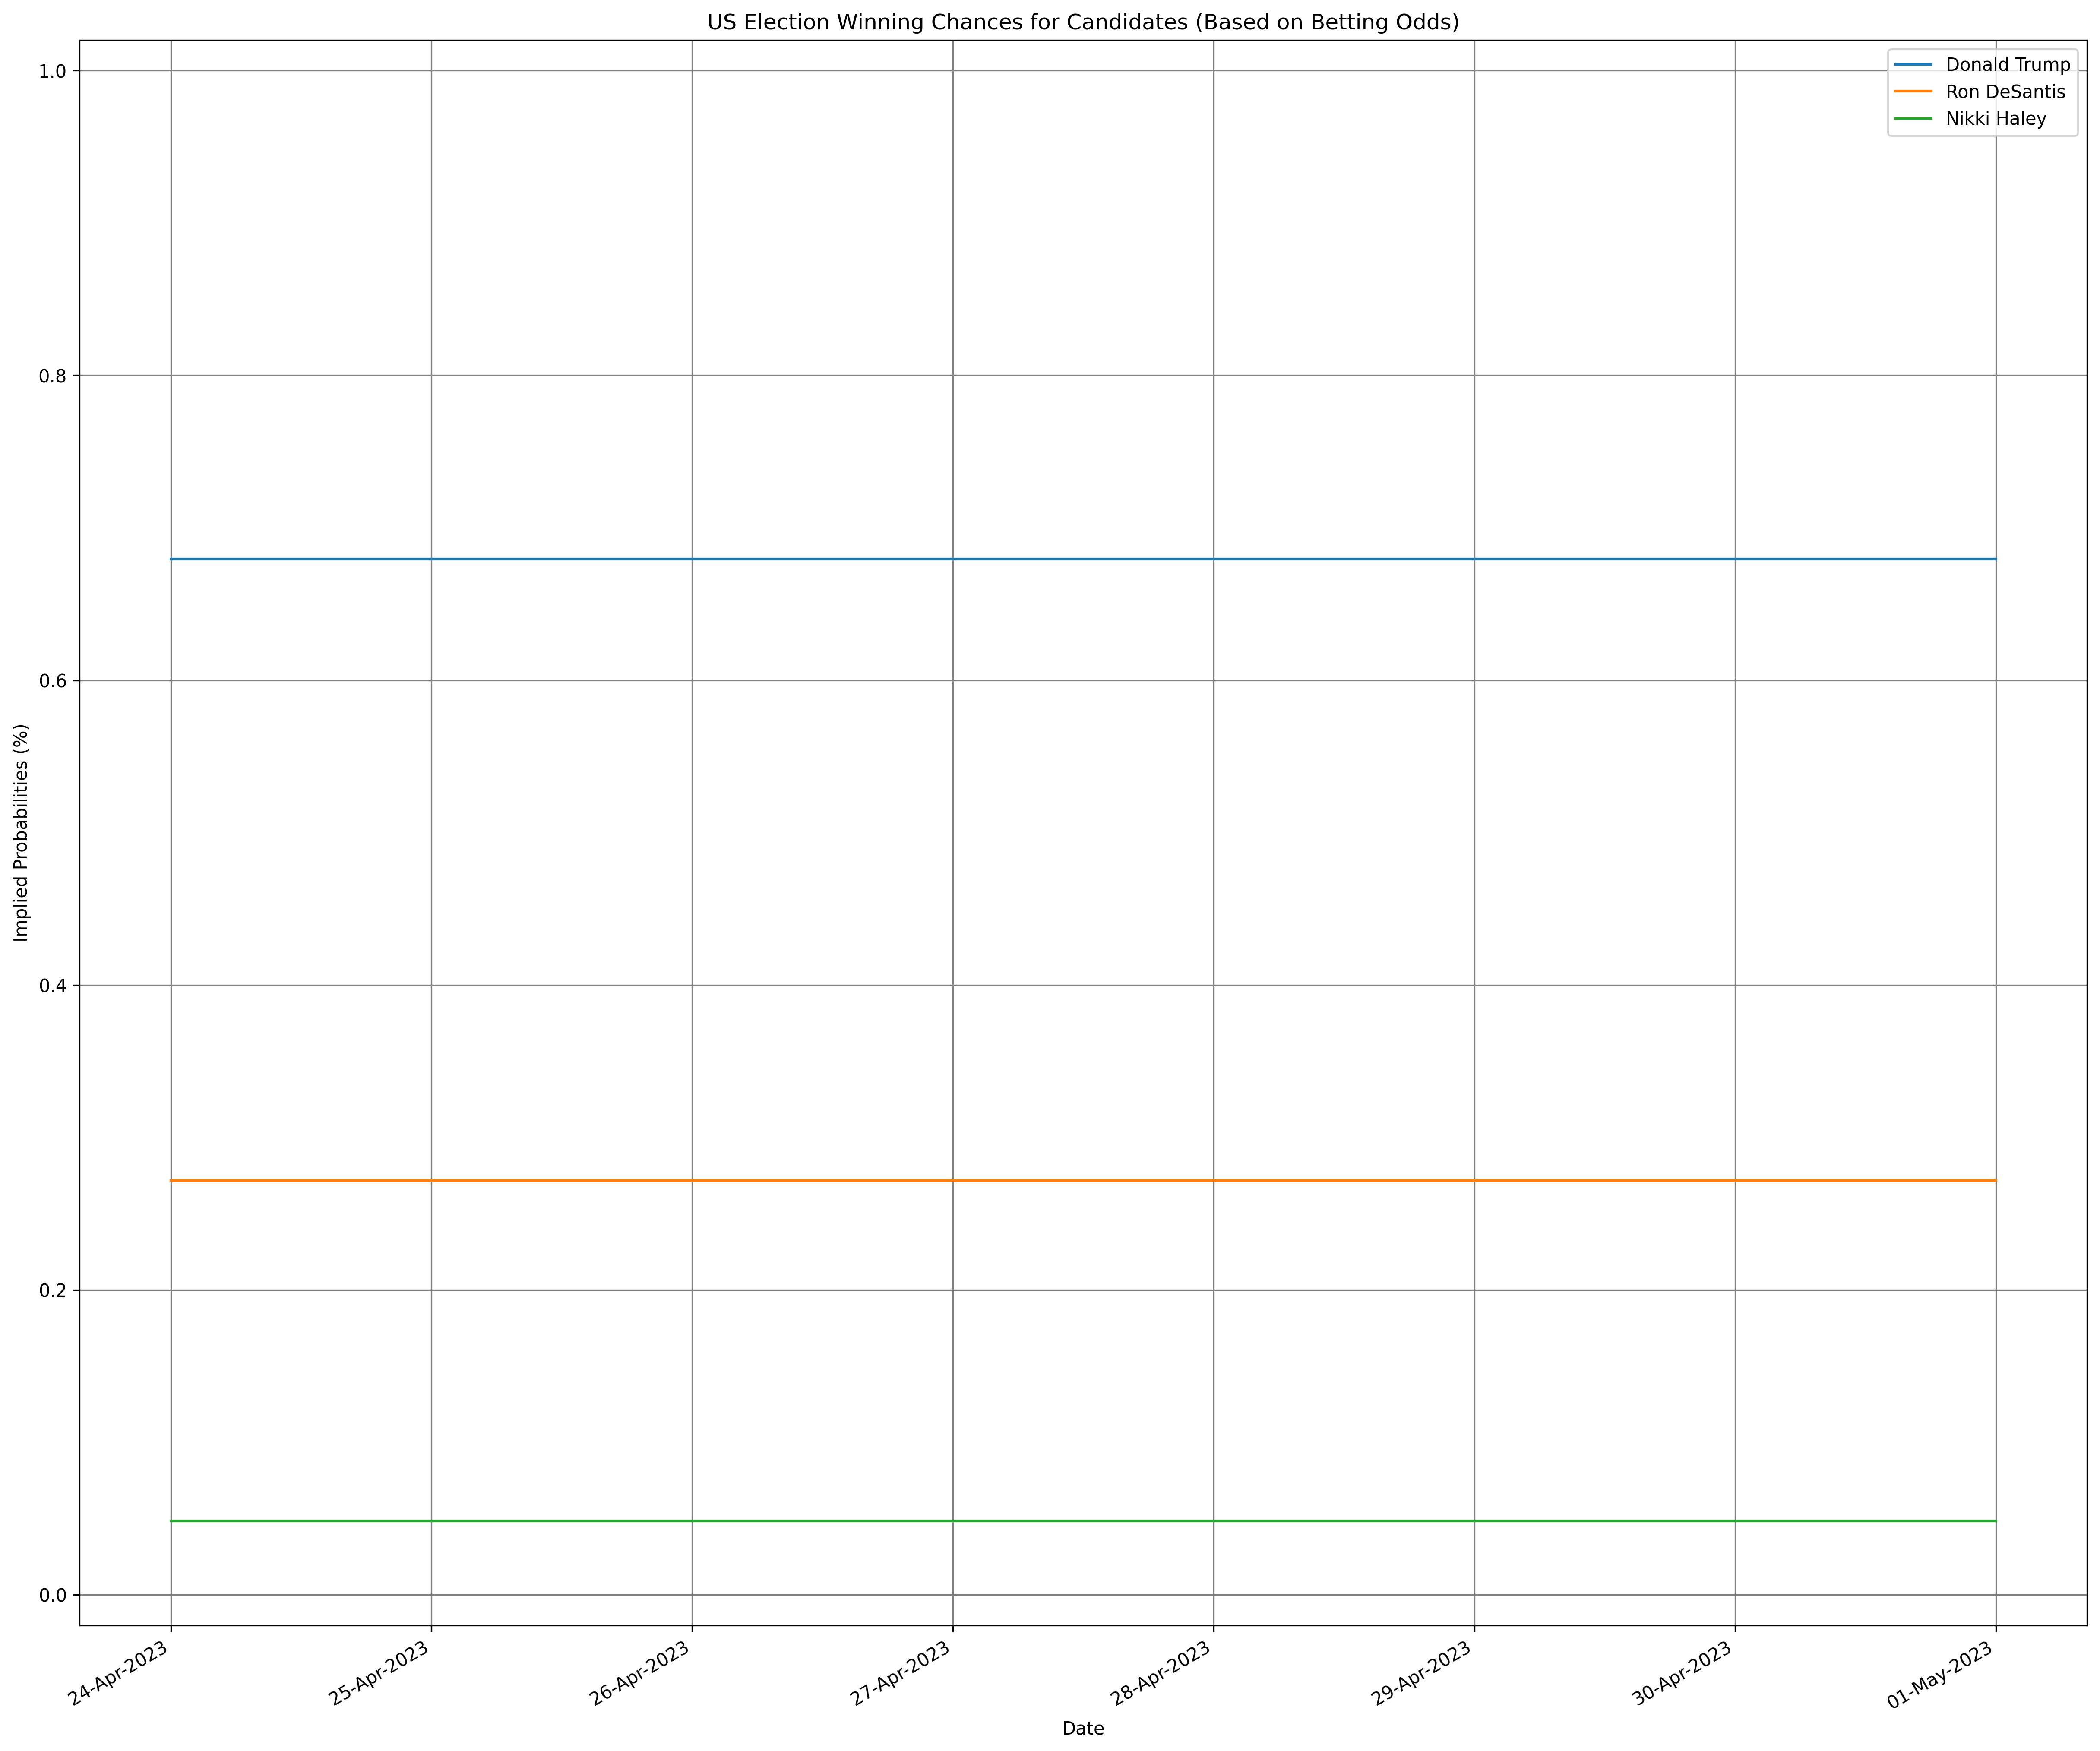 US Election Winning Chances for Candidates (Based on Betting Odds)
Donald Trump
Ron DeSantis
Nikki Haley
1.0
0.8
0.6
0.4
0.2
0.0
Implied Probabilities (%)
24-Apr-2023
25-Apr-2023
26-Apr-2023
27-Apr-2023
28-Apr-2023
29-Apr-2023
30-Apr-2023
01-May-2023
Date